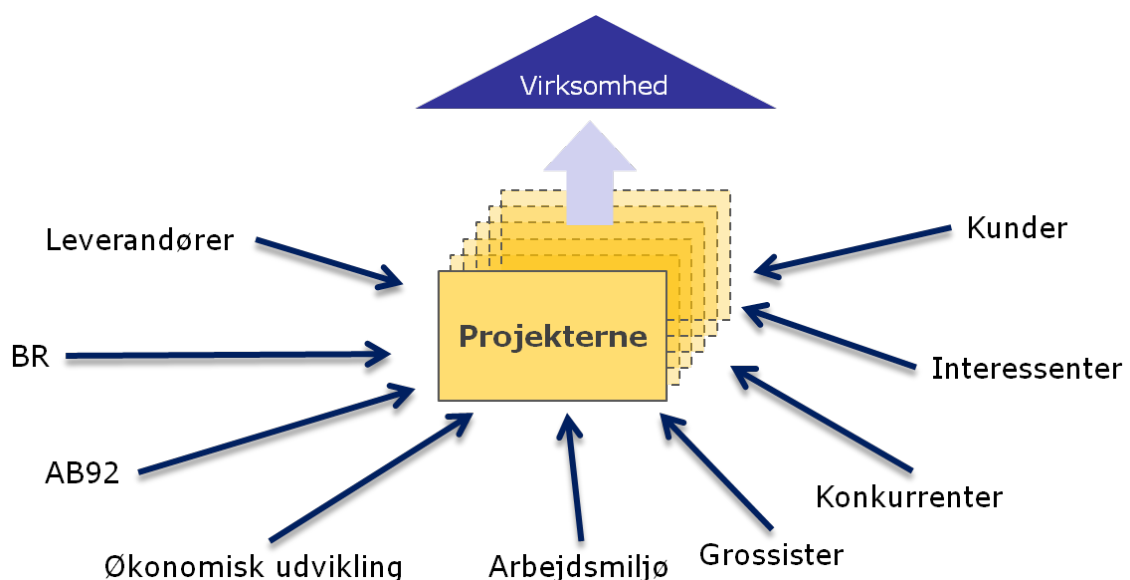 Virksomhed
Leverandører
Kunder
Projekterne
BR
Interessenter
AB92
Konkurrenter
Økonomisk udvikling
Arbejdsmiljø
Grossister